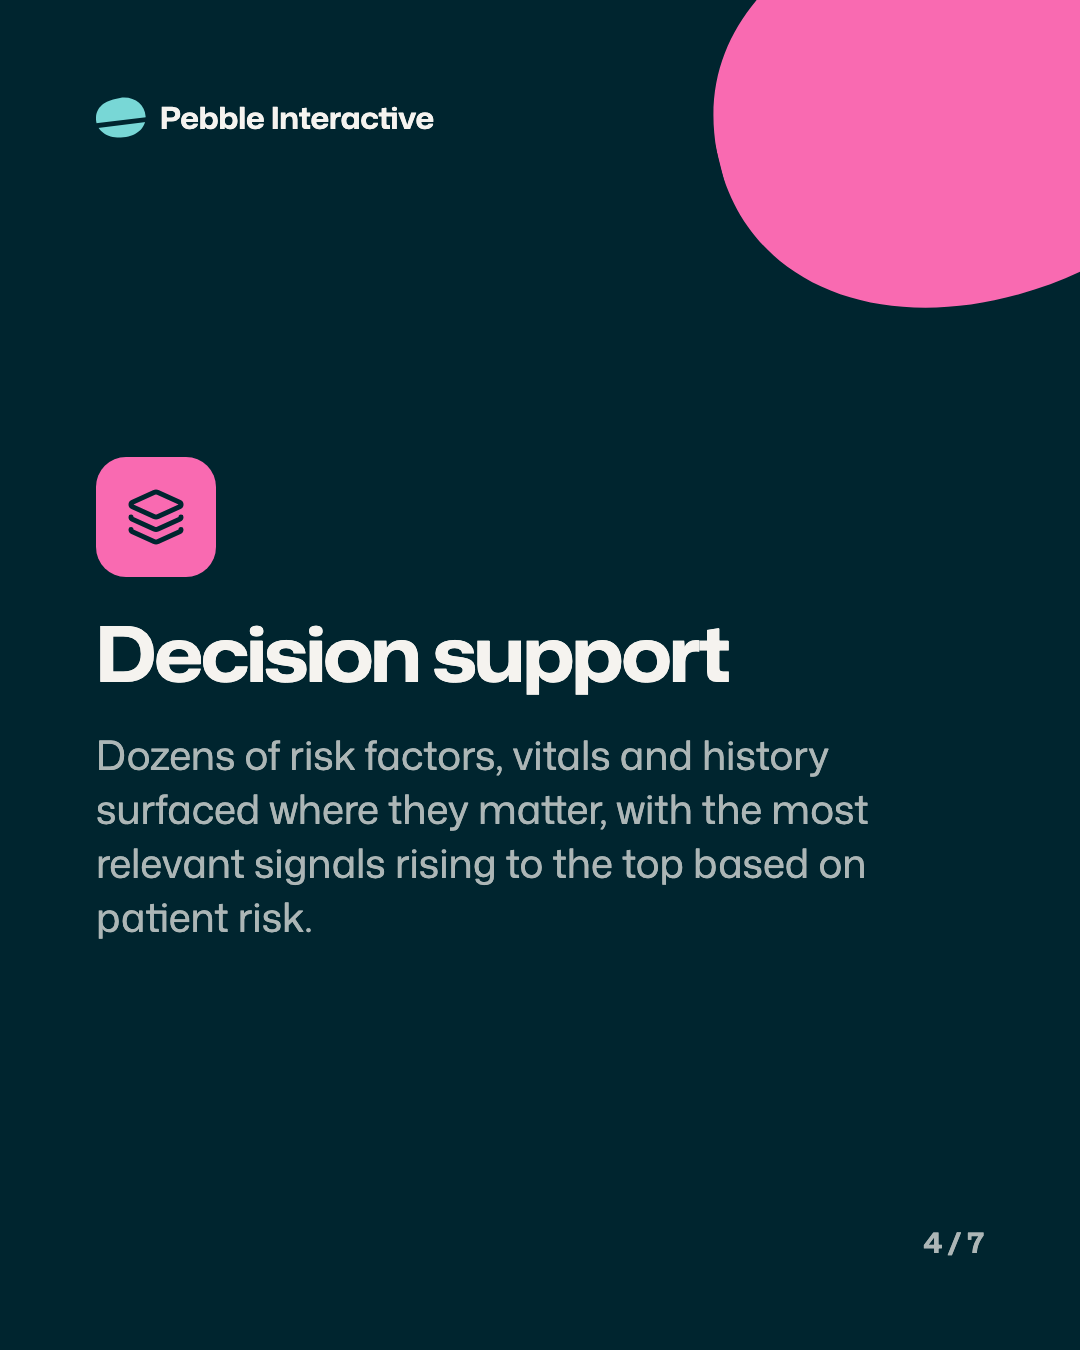 Pebble Interactive
Decision support
Dozens of risk factors, vitals and history
surfaced where they matter, with the most
relevant signals rising to the top based on
patient risk.
4 / 7